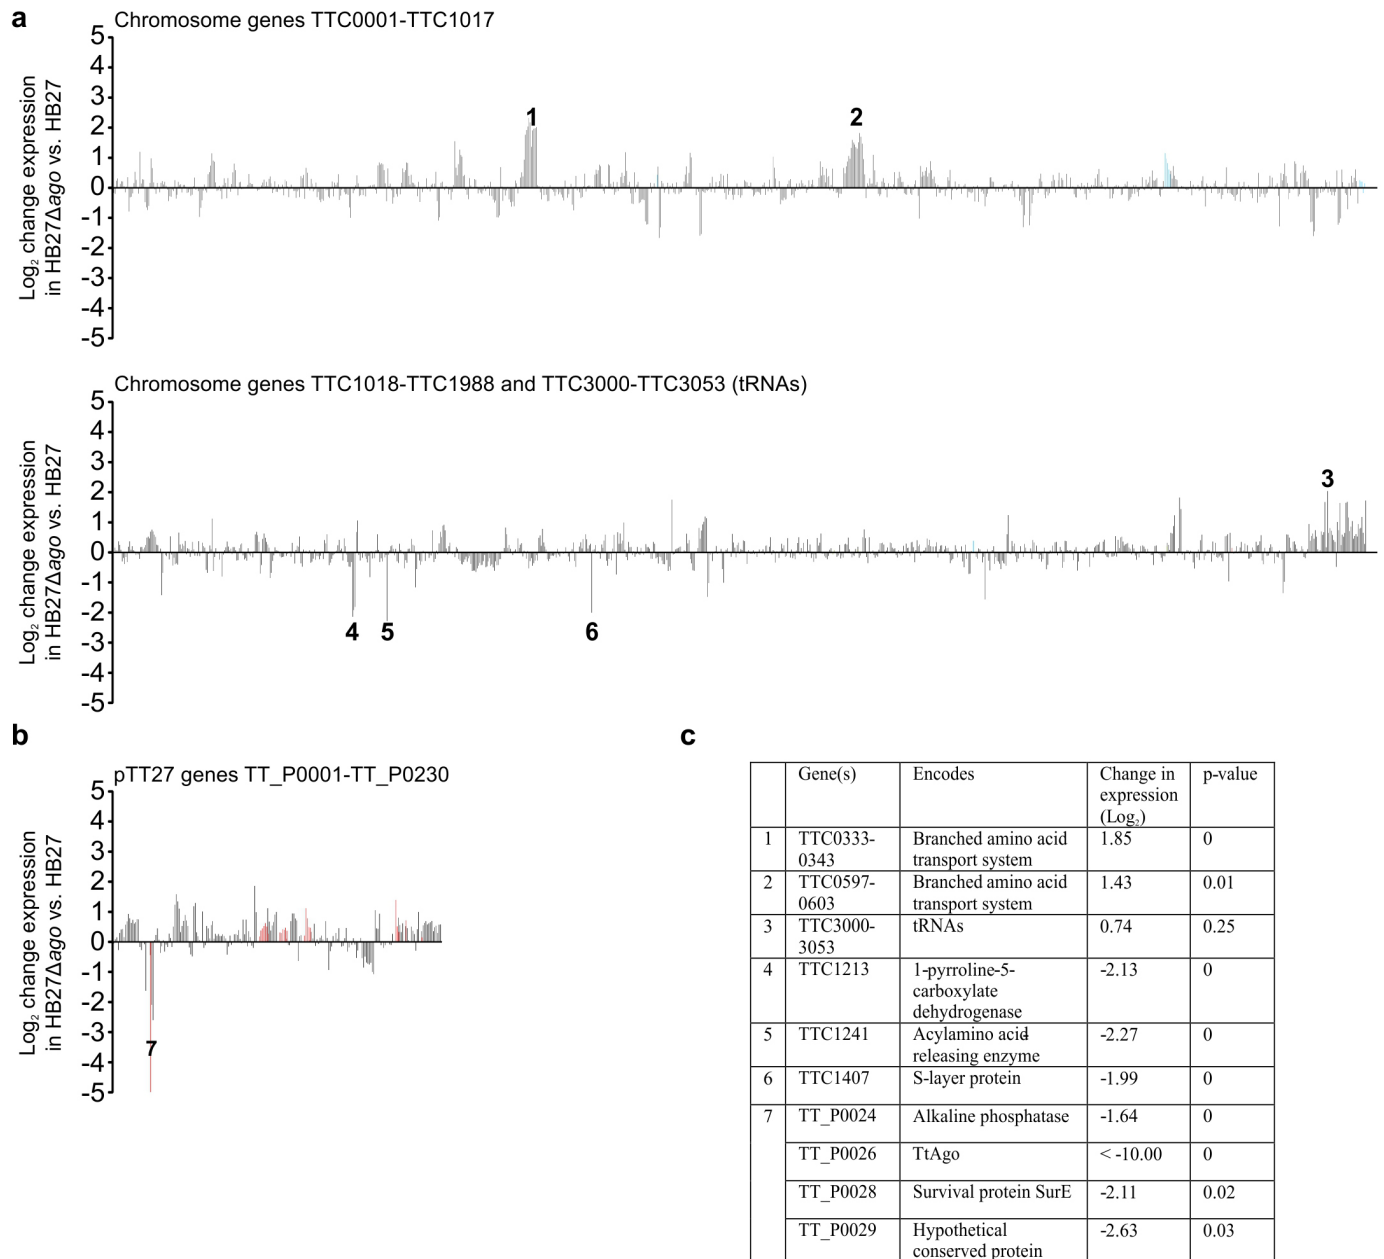 a
Chromosome genes TTC0001-TTC1017
Log₂ change expression
in HB27Δago vs. HB27
5
4
3
2
1
0
-1
-2
-3
-4
-5
1
2
Chromosome genes TTC1018-TTC1988 and TTC3000-TTC3053 (tRNAs)
Log₂ change expression
in HB27Δago vs. HB27
5
4
3
2
1
0
-1
-2
-3
-4
-5
3
4 5 6
b
pTT27 genes TT_P0001-TT_P0230
Log₂ change expression
in HB27Δago vs. HB27
5
4
3
2
1
0
-1
-2
-3
-4
-5
7
c
Gene(s) Encodes Change in p-value
expression
(Log₂)
1 TTC0333- Branched amino acid 1.85 0
0343 transport system
2 TTC0597- Branched amino acid 1.43 0.01
0603 transport system
3 TTC3000- tRNAs 0.74 0.25
3053
4 TTC1213 1-pyrroline-5- -2.13 0
carboxylate
dehydrogenase
5 TTC1241 Acylamino acid -2.27 0
releasing enzyme
6 TTC1407 S-layer protein -1.99 0
7 TT_P0024 Alkaline phosphatase -1.64 0
TT_P0026 TtAgo < -10.00 0
TT_P0028 Survival protein SurE -2.11 0.02
TT_P0029 Hypothetical -2.63 0.03
conserved protein